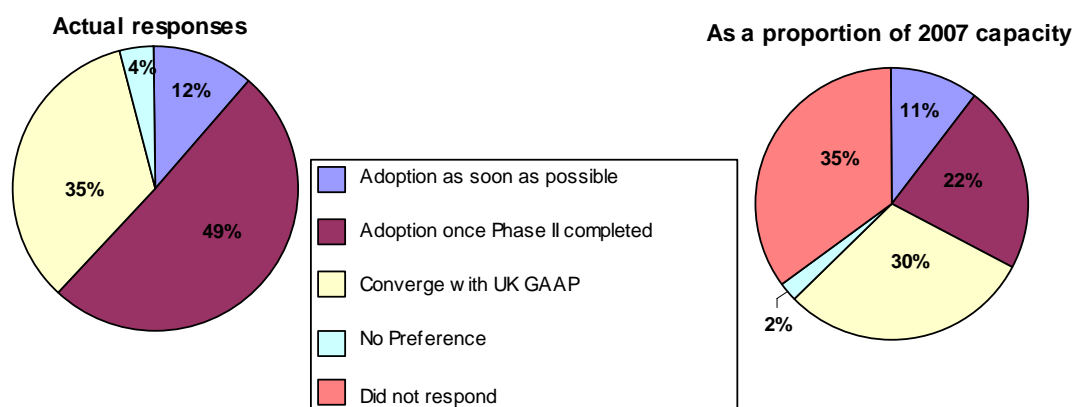 Actual responses
4%
12%
35%
49%
Adoption as soon as possible
Adoption once Phase II completed
Converge with UK GAAP
No Preference
Did not respond
As a proportion of 2007 capacity
11%
35%
22%
30%
2%